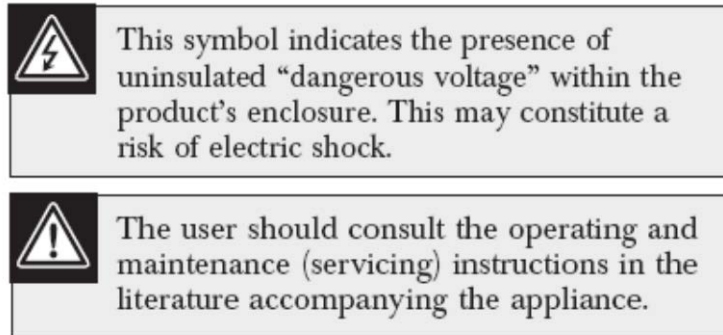 This symbol indicates the presence of
uninsulated “dangerous voltage” within the
product’s enclosure. This may constitute a
risk of electric shock.
The user should consult the operating and
maintenance (servicing) instructions in the
literature accompanying the appliance.